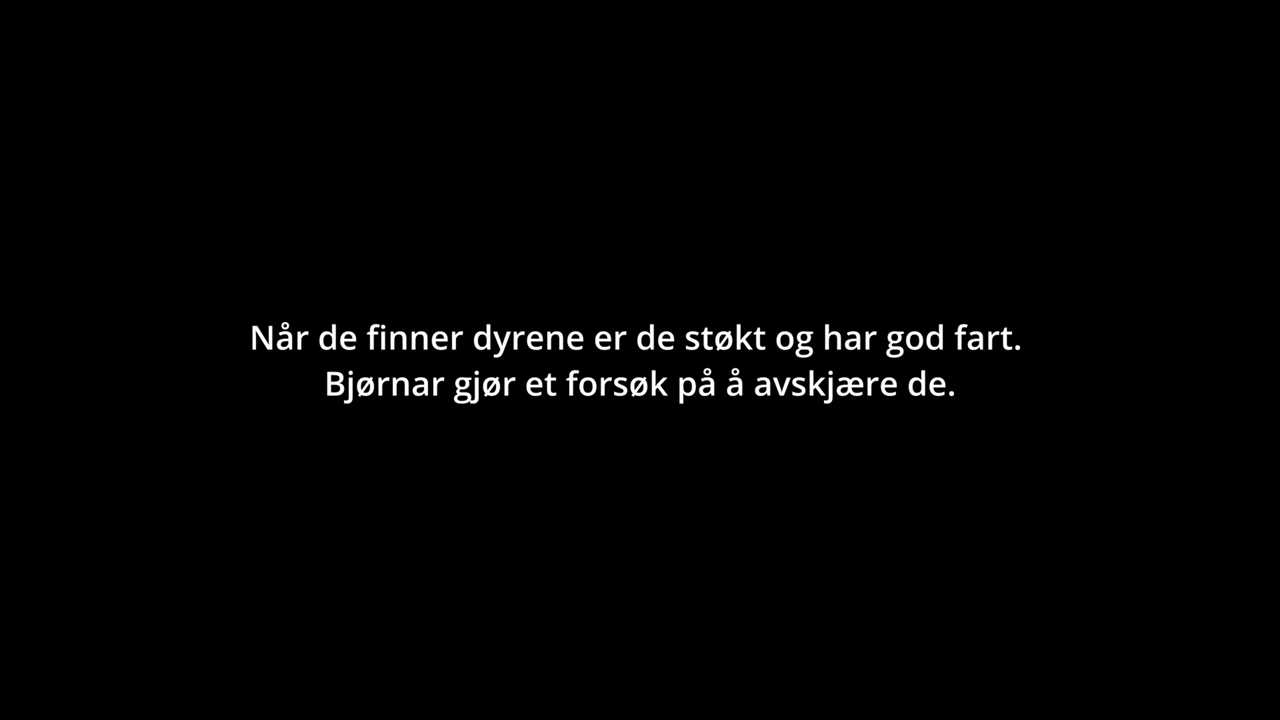 Når de finner dyrene er de støkt og har god fart.
Bjørnar gjør et forsøk på å avskjære de.